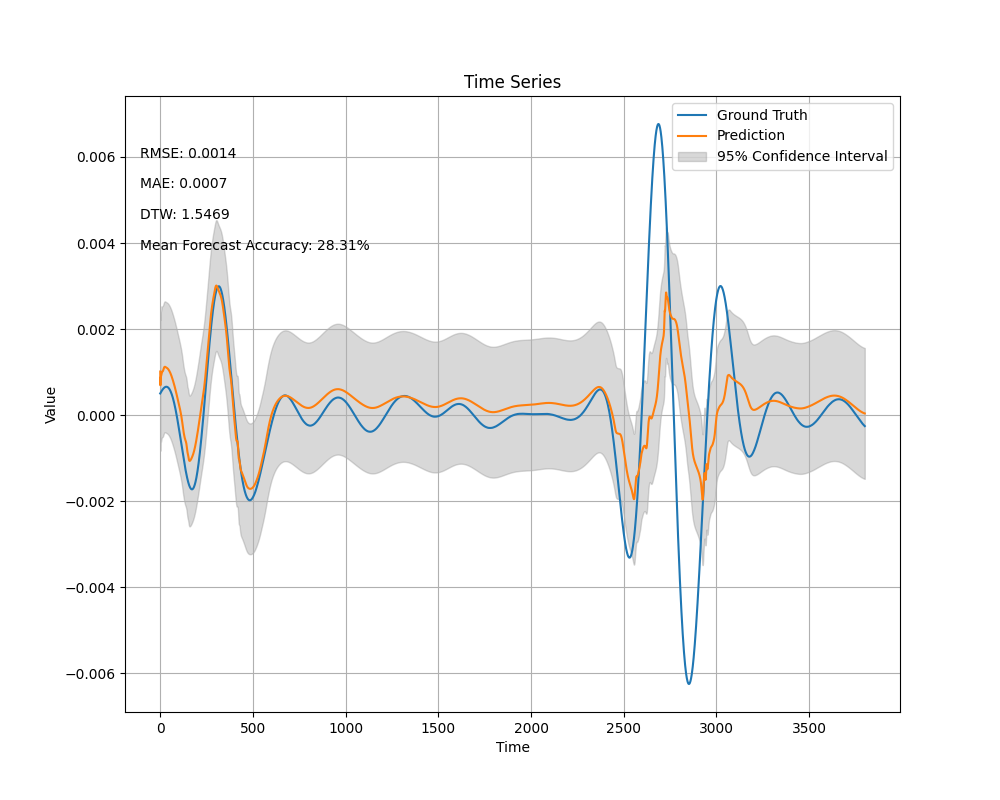 Time Series
Ground Truth
Prediction
95% Confidence Interval
RMSE: 0.0014
MAE: 0.0007
DTW: 1.5469
Mean Forecast Accuracy: 28.31%
Value
0.006
0.004
0.002
0.000
−0.002
−0.004
−0.006
0 500 1000 1500 2000 2500 3000 3500
Time